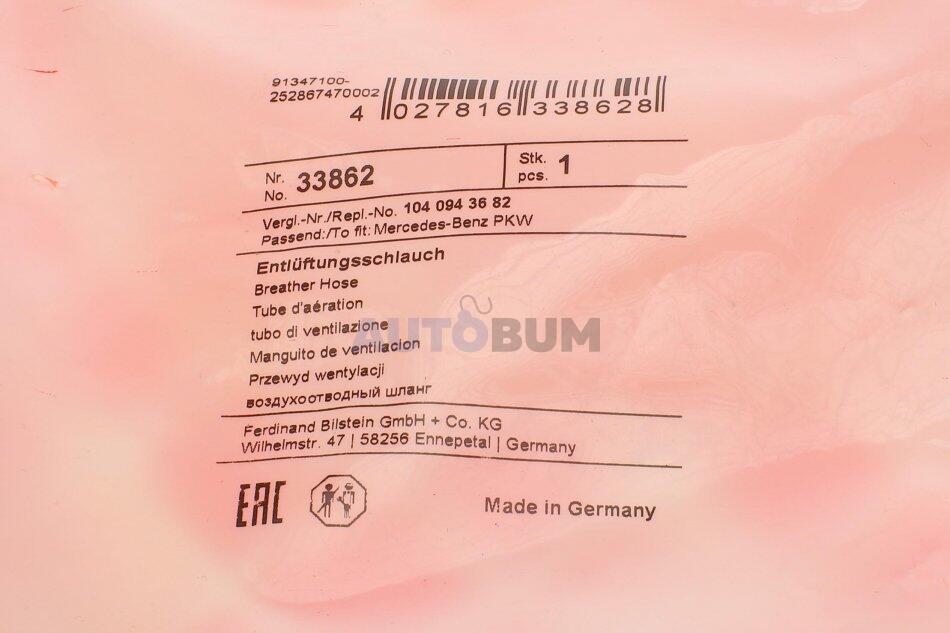 91347100-
252867470002
4 027816 338628
Nr. No. 33862
Stk. pcs. 1
Vergl.-Nr./Repl.-No. 104 094 36 82
Passend:/To fit: Mercedes-Benz PKW
Entlüftungsschlauch
Breather Hose
Tube d'aération
tubo di ventilazione
Manguito de ventilacion
Przewyd wentylacji
воздухоотводный шланг
AUTOBUM
Ferdinand Bilstein GmbH + Co. KG
Wilhelmstr. 47 | 58256 Ennepetal | Germany
EAC
Made in Germany